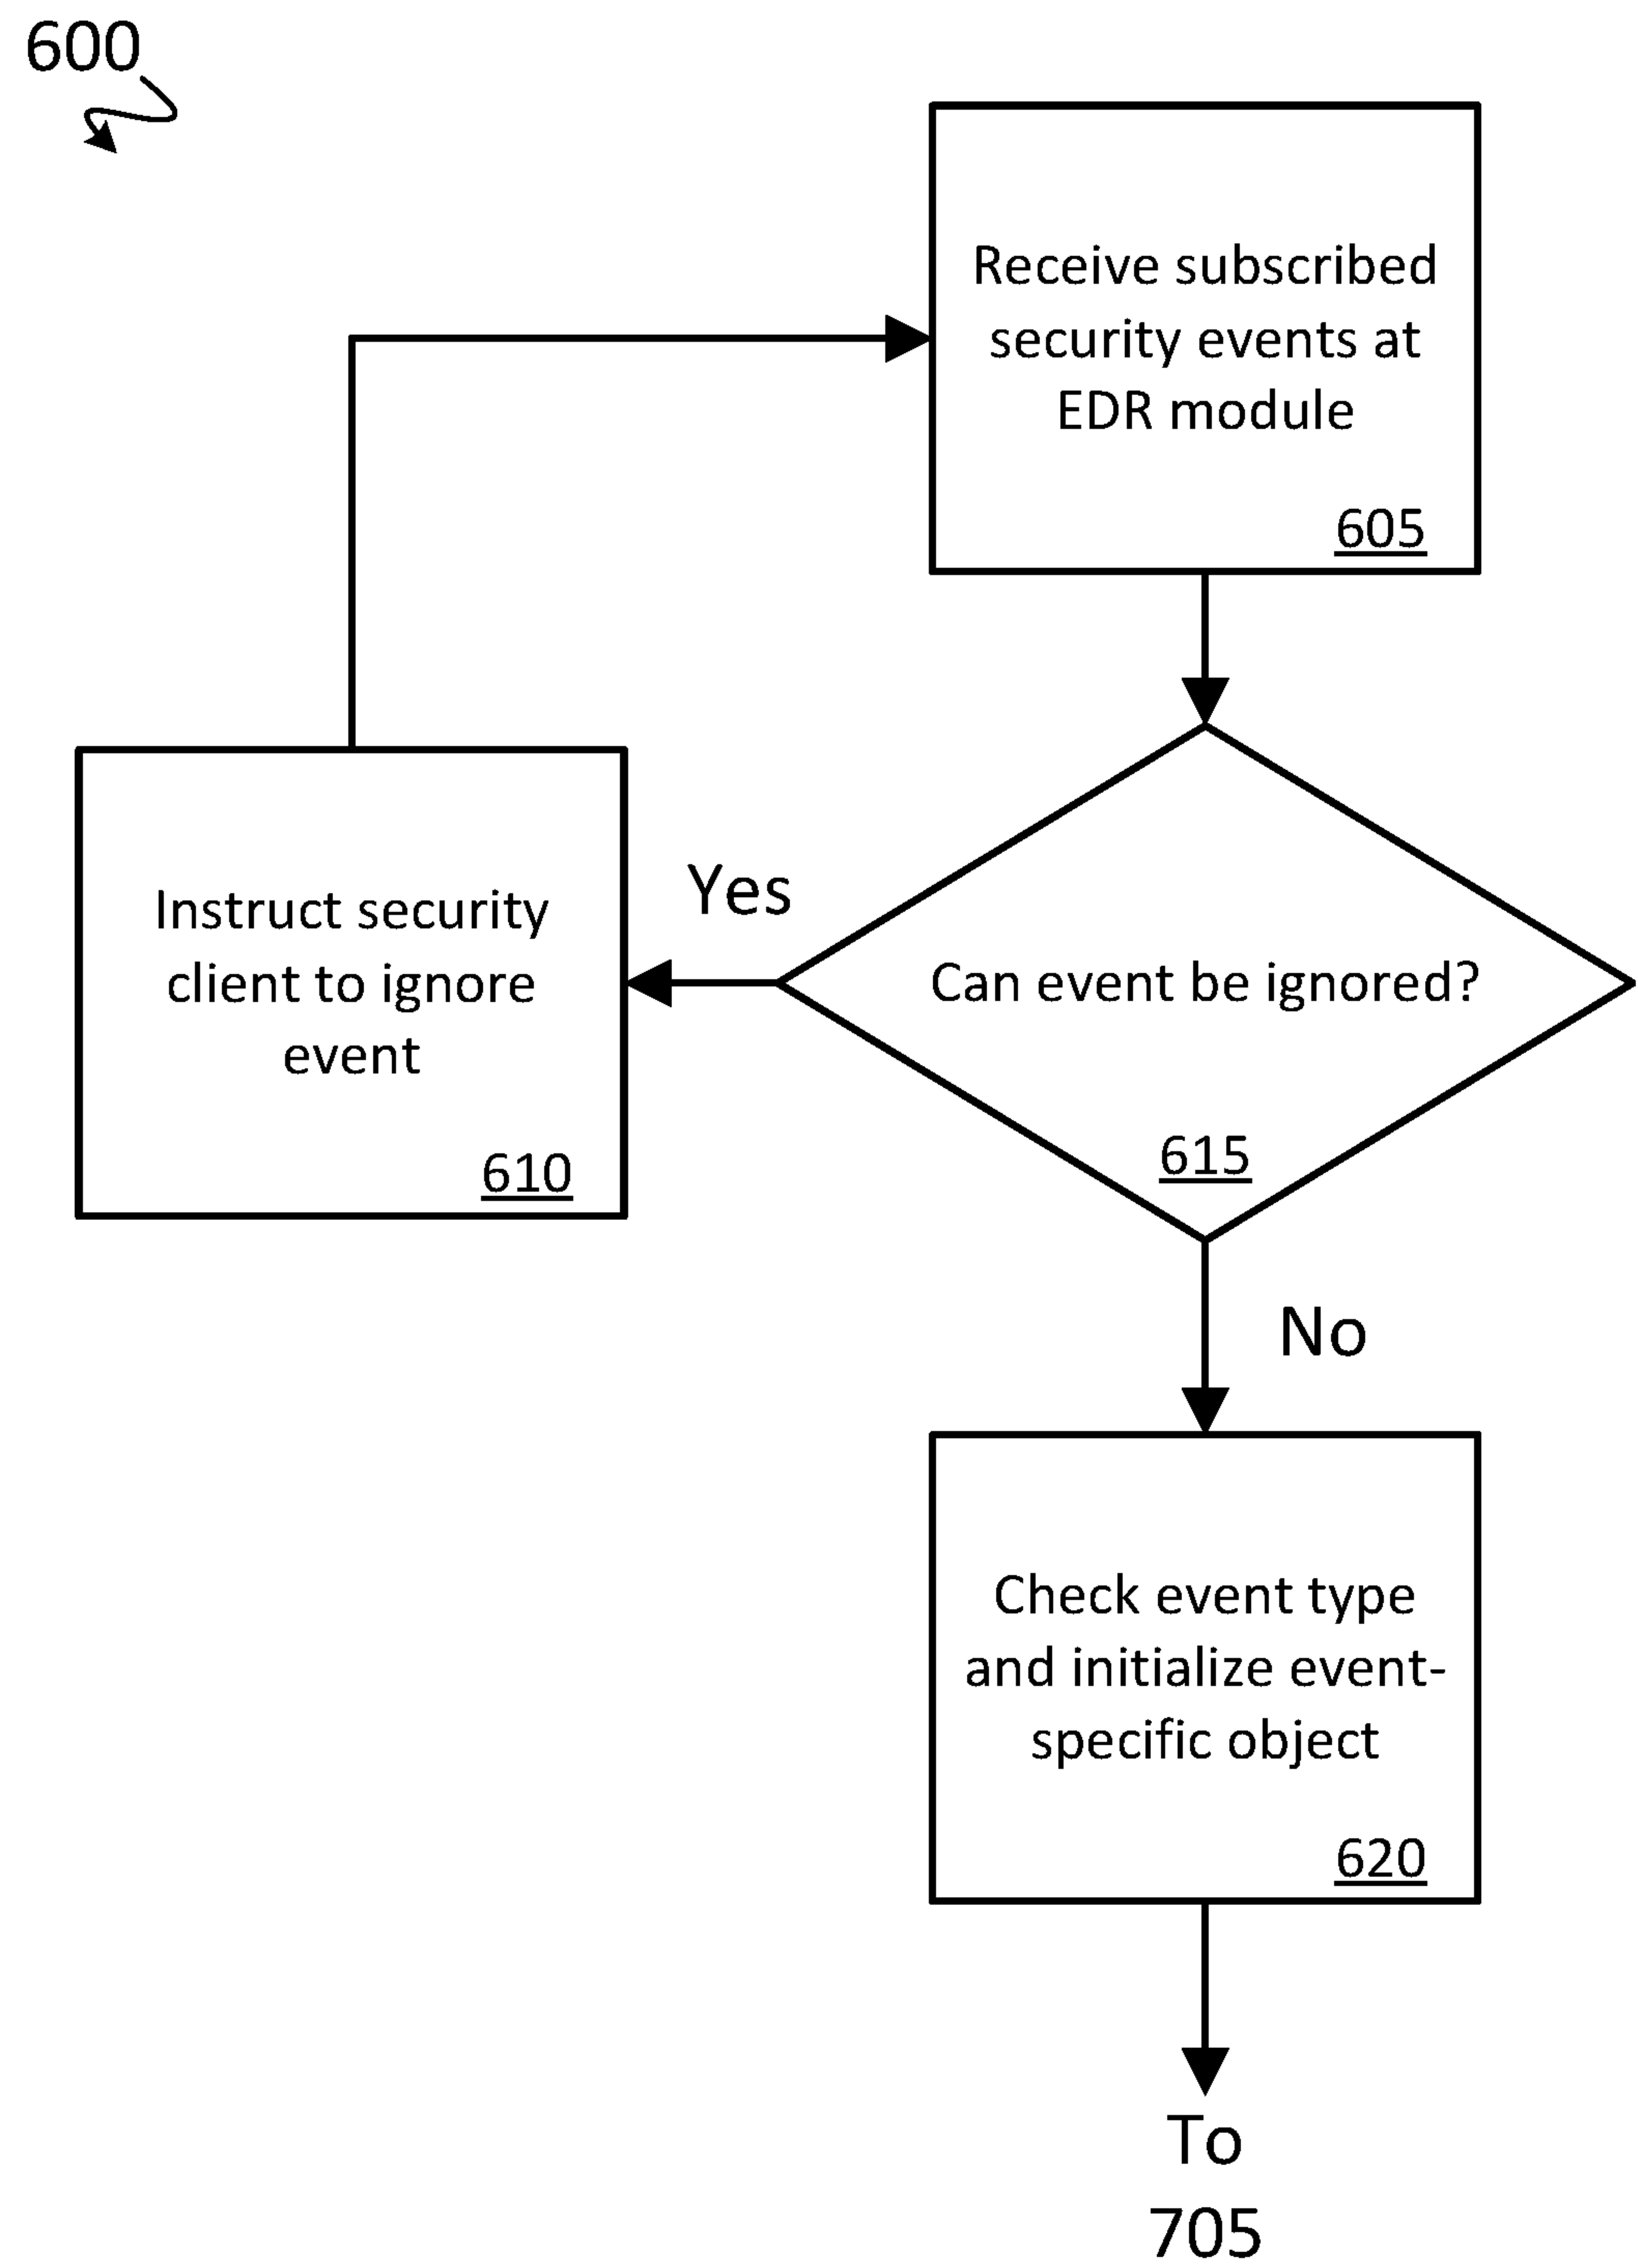 600
Receive subscribed
security events at
EDR module
605
Yes
Can event be ignored?
615
Instruct security
client to ignore
event
610
No
Check event type
and initialize event-
specific object
620
To
705